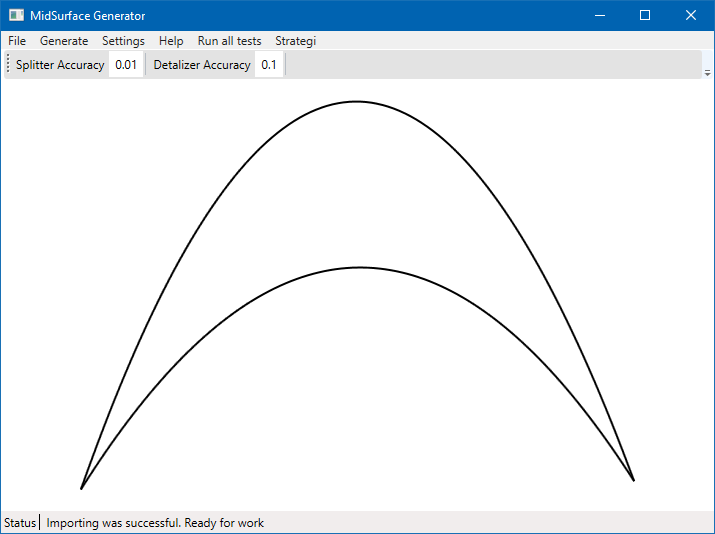 MidSurface Generator
File Generate Settings Help Run all tests Strategi
Splitter Accuracy 0.01 Detalizer Accuracy 0.1
Status Importing was successful. Ready for work